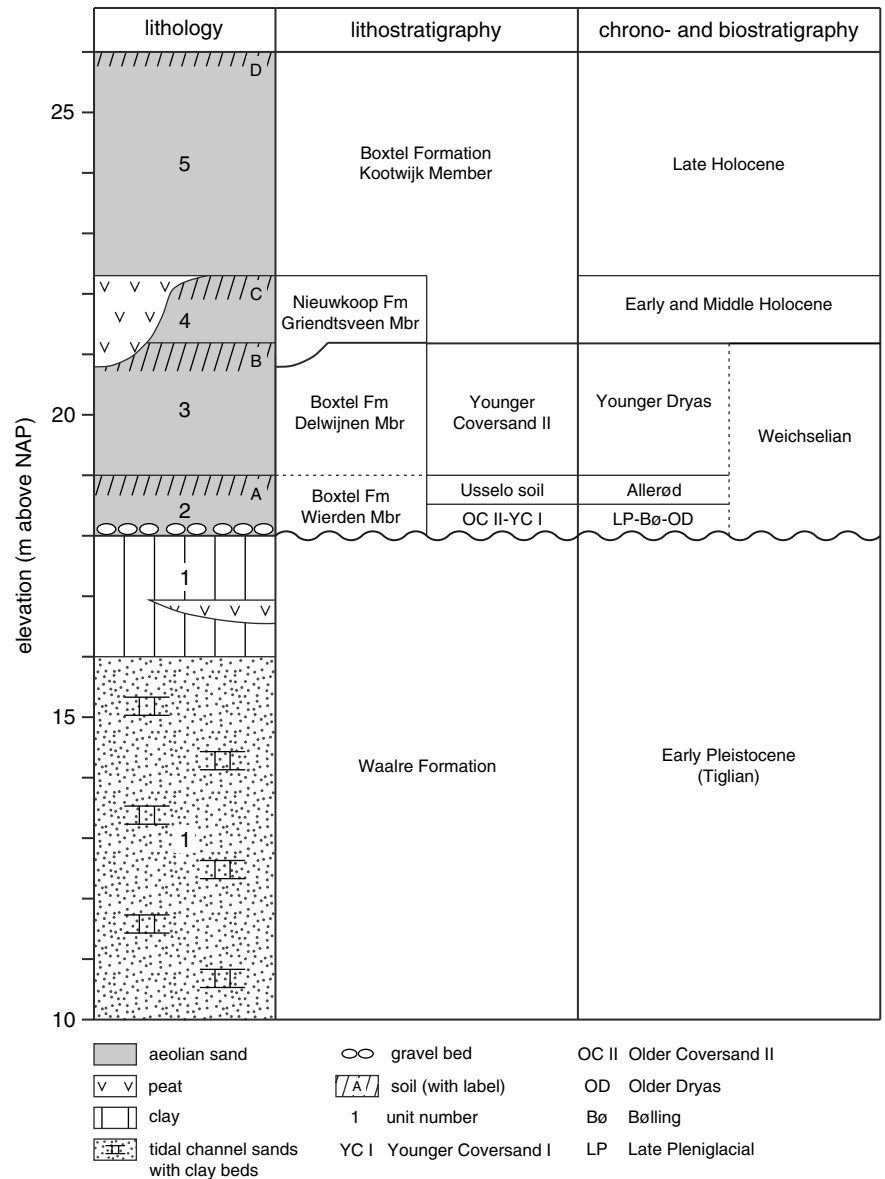 lithology
lithostratigraphy
chrono- and biostratigraphy
elevation (m above NAP)
25
20
15
10
D
5
C
4
B
3
A
2
1
1
Boxtel Formation
Kootwijk Member
Late Holocene
Nieuwkoop Fm
Griendtsveen Mbr
Early and Middle Holocene
Boxtel Fm
Delwijnen Mbr
Younger
Coversand II
Younger Dryas
Weichselian
Boxtel Fm
Wierden Mbr
Usselo soil
Allerød
OC II-YC I
LP-Bø-OD
Waalre Formation
Early Pleistocene
(Tiglian)
aeolian sand
peat
clay
tidal channel sands
with clay beds
gravel bed
A soil (with label)
1 unit number
YC I Younger Coversand I
OC II Older Coversand II
OD Older Dryas
Bø Bølling
LP Late Pleniglacial